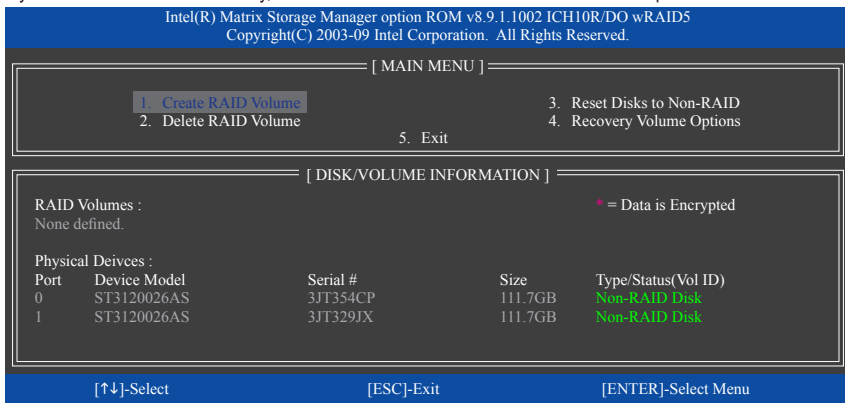 Intel(R) Matrix Storage Manager option ROM v8.9.1.1002 ICH10R/DO wRAID5
Copyright(C) 2003-09 Intel Corporation. All Rights Reserved.
[ MAIN MENU ]
1. Create RAID Volume 3. Reset Disks to Non-RAID
2. Delete RAID Volume 4. Recovery Volume Options
5. Exit
[ DISK/VOLUME INFORMATION ]
RAID Volumes : * = Data is Encrypted
None defined.
Physical Deivces :
Port Device Model Serial # Size Type/Status(Vol ID)
0 ST3120026AS 3JT354CP 111.7GB Non-RAID Disk
1 ST3120026AS 3JT329JX 111.7GB Non-RAID Disk
[↑↓]-Select [ESC]-Exit [ENTER]-Select Menu